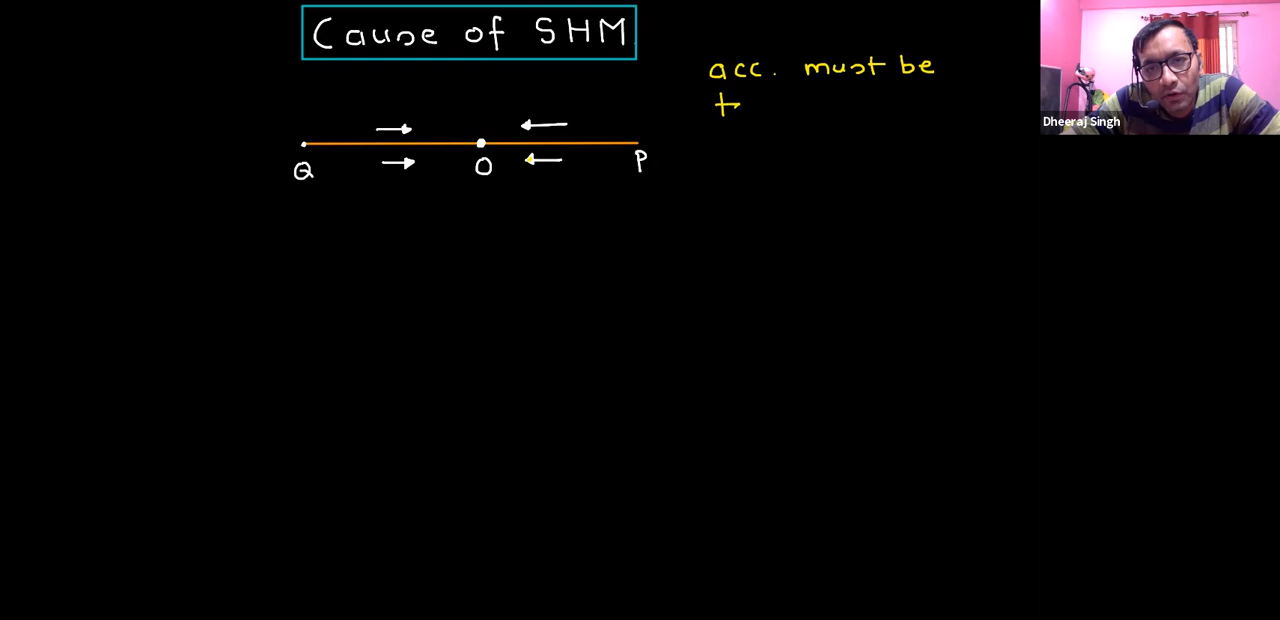 Cause of SHM
acc. must be
t
Q O P
Dheeraj Singh